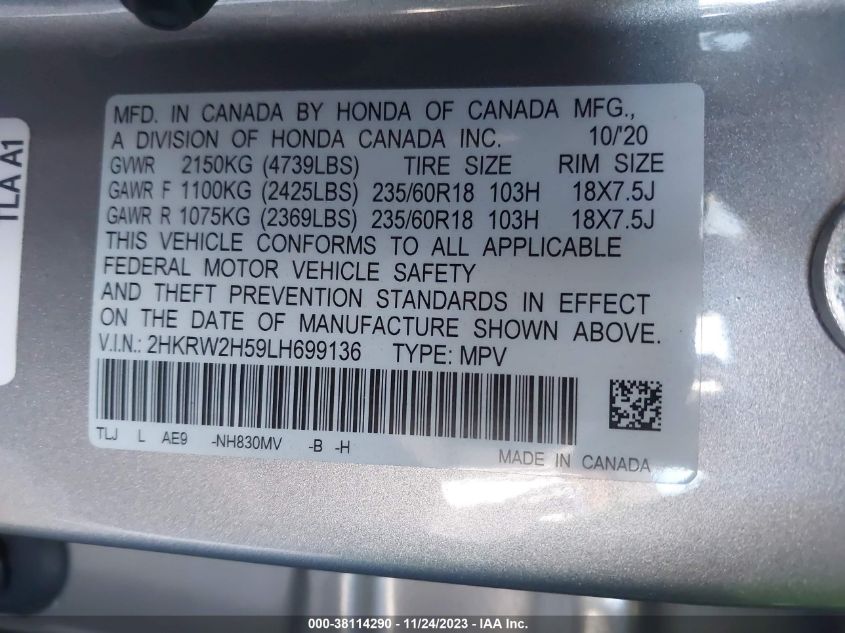 TLA A1
MFD. IN CANADA BY HONDA OF CANADA MFG.,
A DIVISION OF HONDA CANADA INC. 10/'20
GVWR 2150KG (4739LBS) TIRE SIZE RIM SIZE
GAWR F 1100KG (2425LBS) 235/60R18 103H 18X7.5J
GAWR R 1075KG (2369LBS) 235/60R18 103H 18X7.5J
THIS VEHICLE CONFORMS TO ALL APPLICABLE
FEDERAL MOTOR VEHICLE SAFETY
AND THEFT PREVENTION STANDARDS IN EFFECT
ON THE DATE OF MANUFACTURE SHOWN ABOVE.
V.I.N.: 2HKRW2H59LH699136 TYPE: MPV
TLJ L AE9 -NH830MV -B -H
MADE IN CANADA
000-38114290 - 11/24/2023 - IAA Inc.